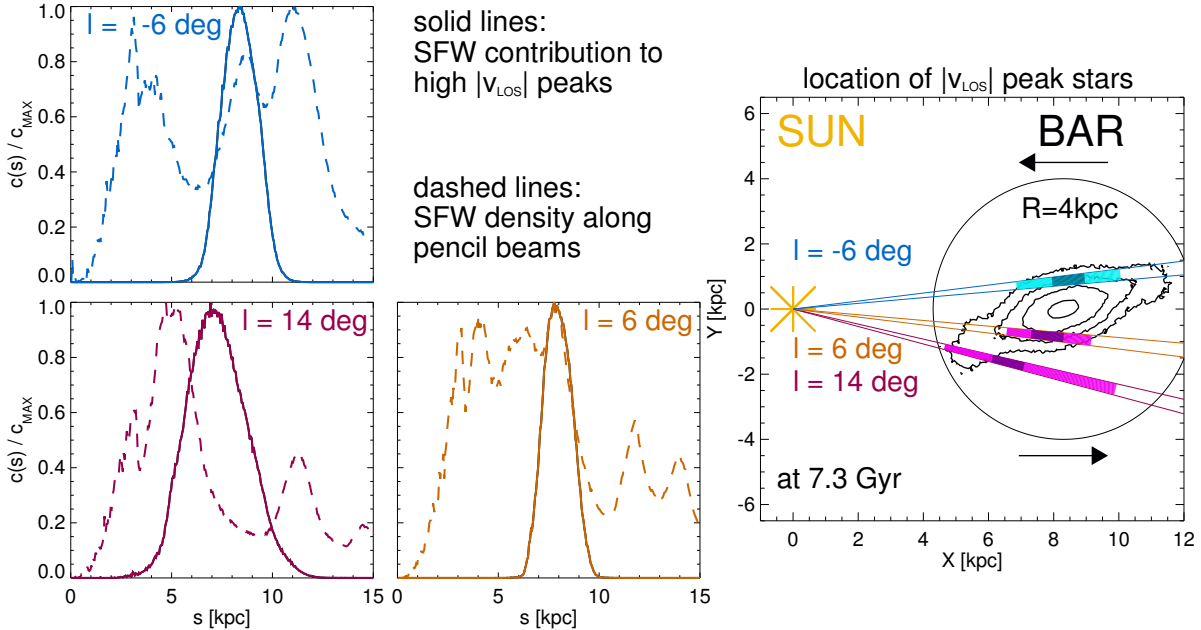 l = -6 deg
1.0
0.8
0.6
0.4
0.2
0.0
c(s) / c_MAX
solid lines:
SFW contribution to
high |v_LOS| peaks
dashed lines:
SFW density along
pencil beams
l = 14 deg
1.0
0.8
0.6
0.4
0.2
0.0
c(s) / c_MAX
0 5 10 15
s [kpc]
l = 6 deg
0 5 10 15
s [kpc]
location of |v_LOS| peak stars
SUN
BAR
R=4kpc
l = -6 deg
l = 6 deg
l = 14 deg
at 7.3 Gyr
6
4
2
0
-2
-4
-6
Y [kpc]
0 2 4 6 8 10 12
X [kpc]